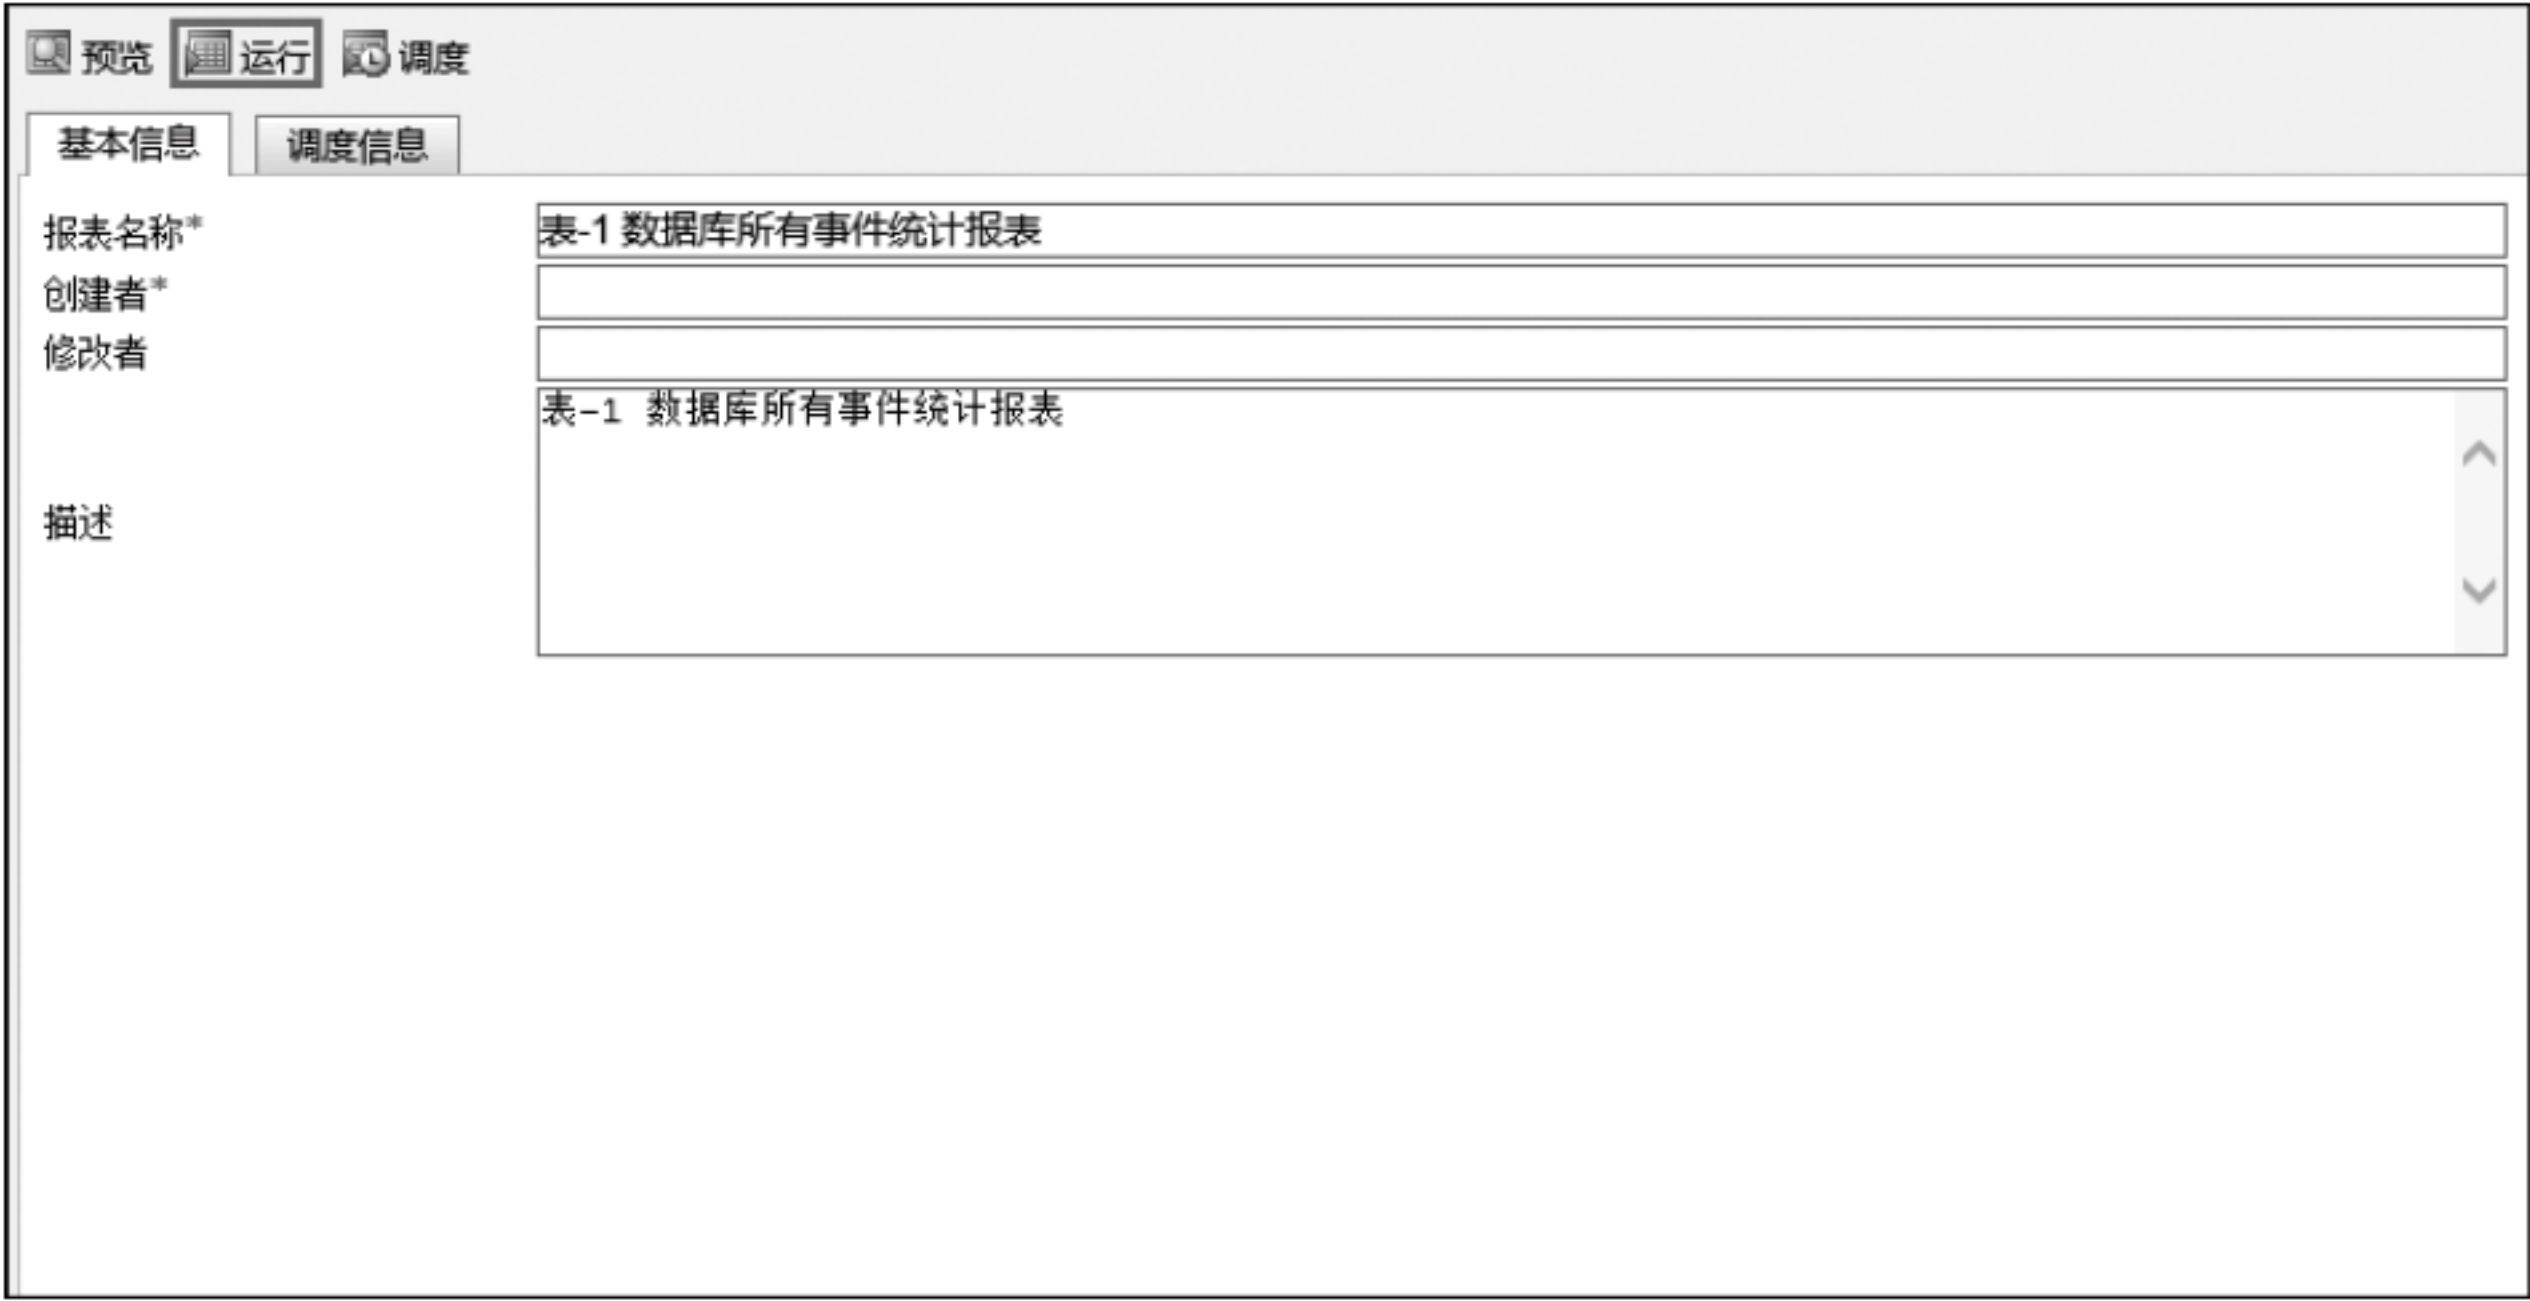 预览 运行 调度
基本信息 调度信息
报表名称* 表-1 数据库所有事件统计报表
创建者*
修改者
表-1 数据库所有事件统计报表
描述